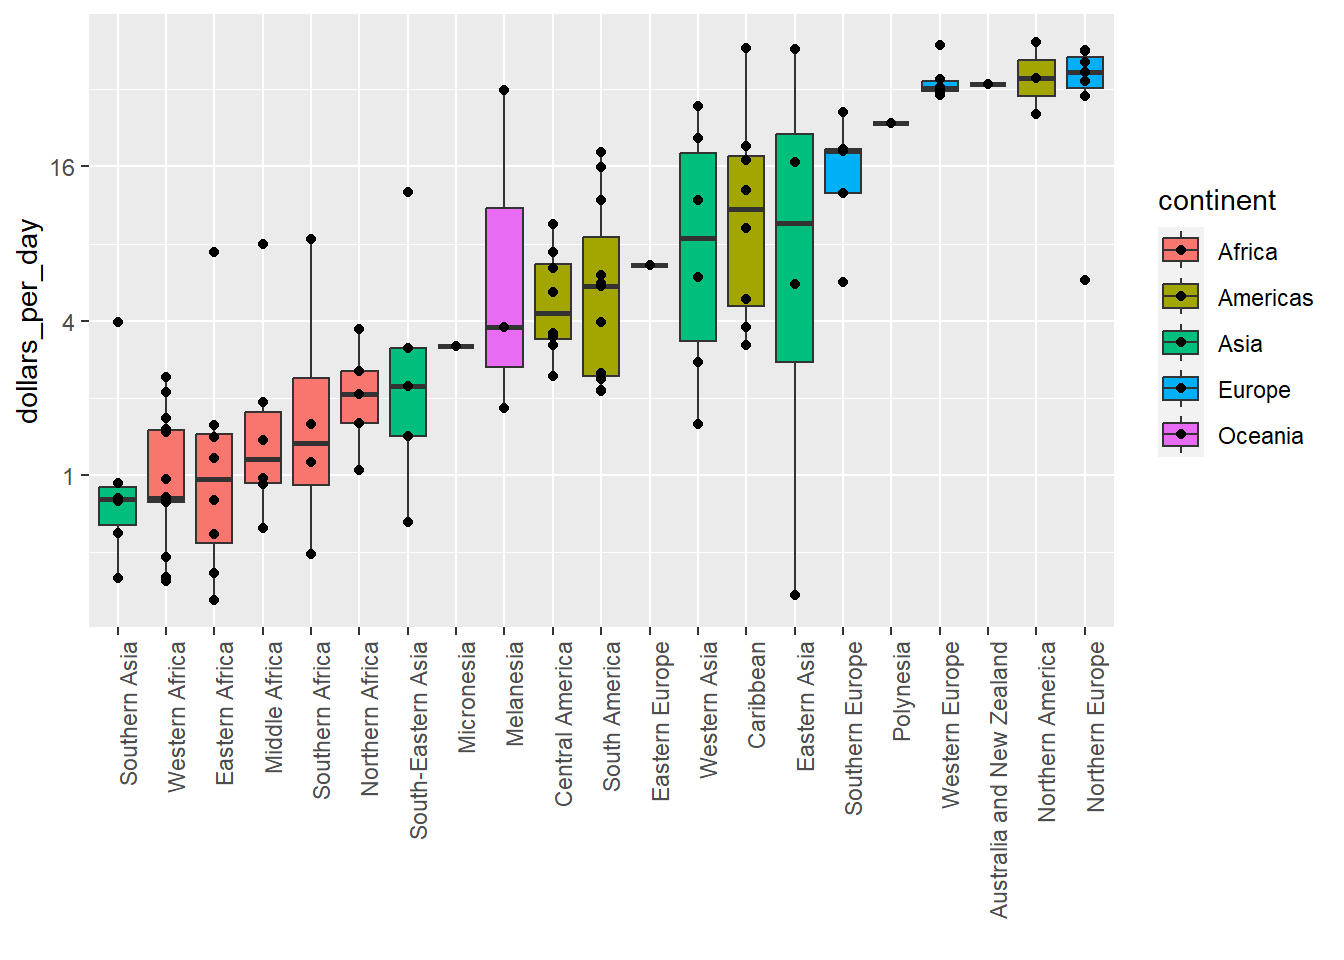 dollars_per_day
16
4
1
Southern Asia
Western Africa
Eastern Africa
Middle Africa
Southern Africa
Northern Africa
South-Eastern Asia
Micronesia
Melanesia
Central America
South America
Eastern Europe
Western Asia
Caribbean
Eastern Asia
Southern Europe
Polynesia
Western Europe
Australia and New Zealand
Northern America
Northern Europe
continent
Africa
Americas
Asia
Europe
Oceania